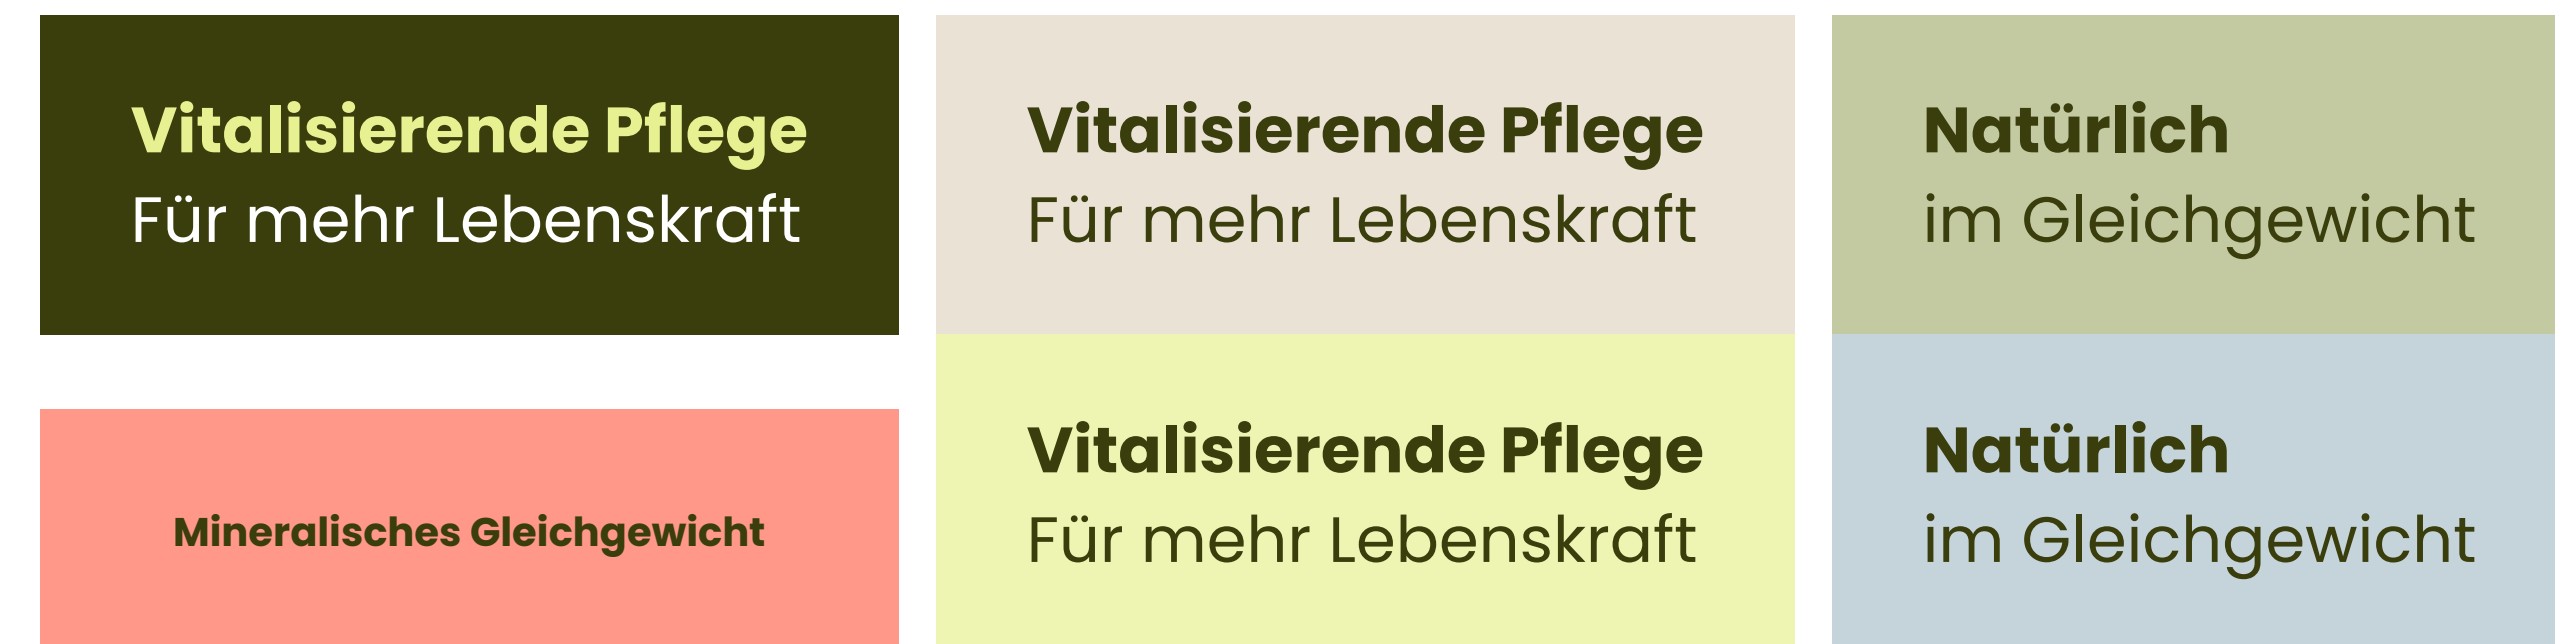 Vitalisierende Pflege
Für mehr Lebenskraft
Vitalisierende Pflege
Für mehr Lebenskraft
Natürlich
im Gleichgewicht
Mineralisches Gleichgewicht
Vitalisierende Pflege
Für mehr Lebenskraft
Natürlich
im Gleichgewicht